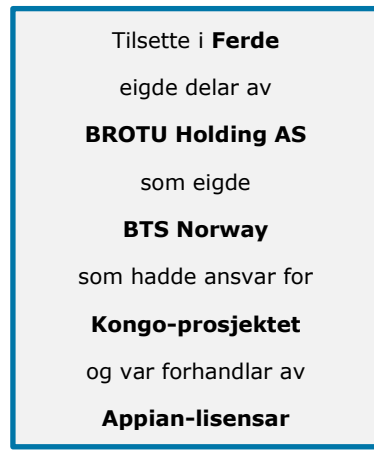 Tilsette i Ferde
eigde delar av
BROTU Holding AS
som eigde
BTS Norway
som hadde ansvar for
Kongo-prosjektet
og var forhandlar av
Appian-lisensar